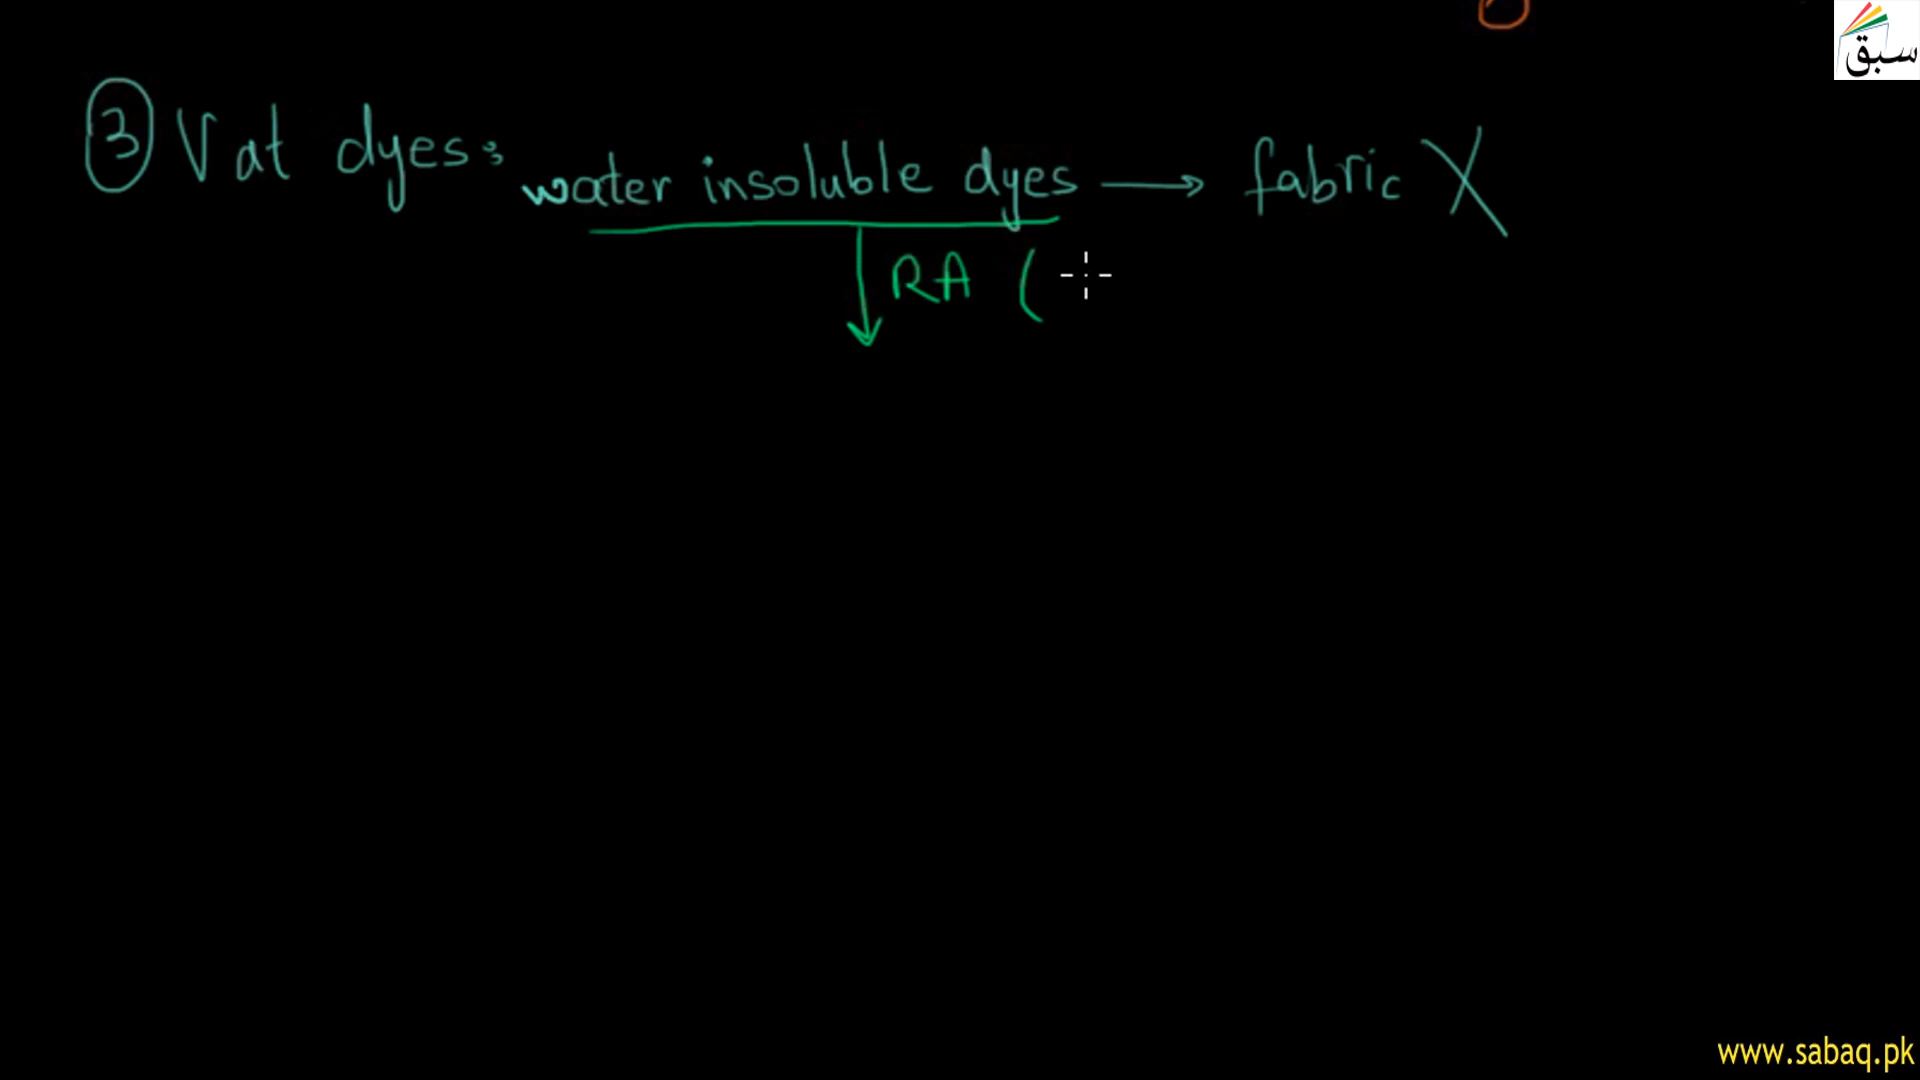 سبق
③ Vat dyes: water insoluble dyes → fabric X
↓ RA (
www.sabaq.pk